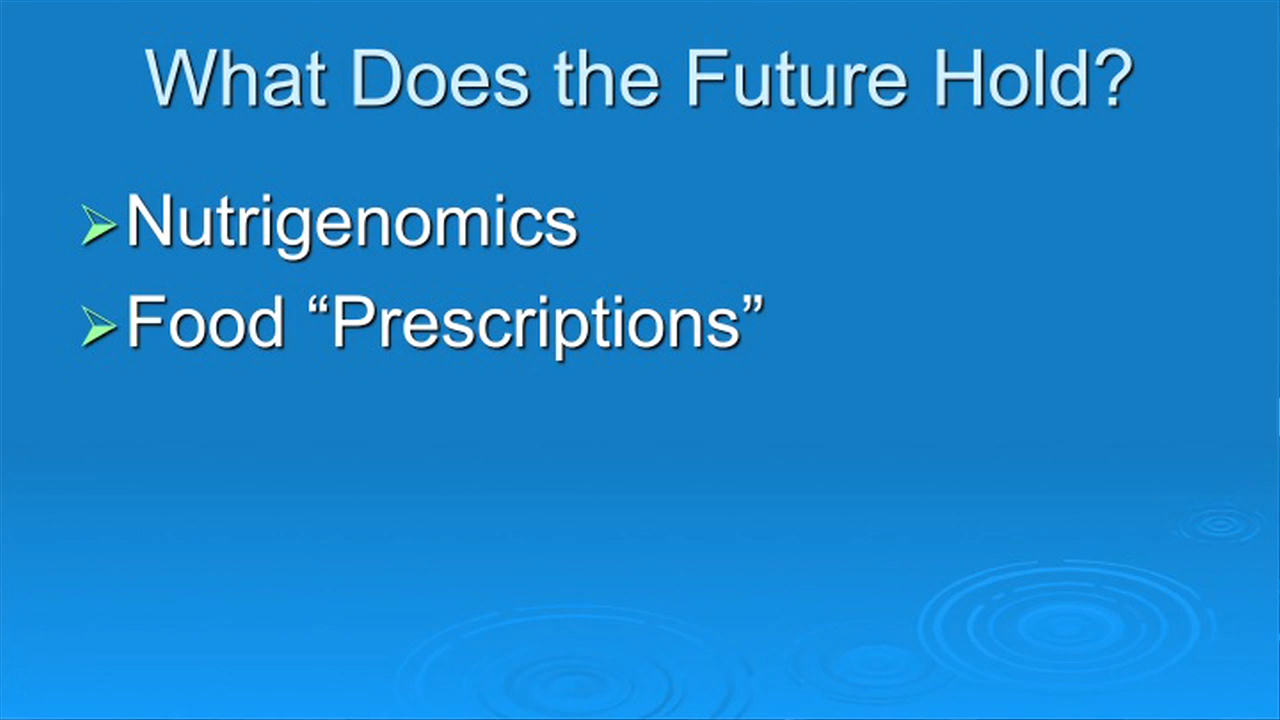 What Does the Future Hold?
Nutrigenomics
Food “Prescriptions”